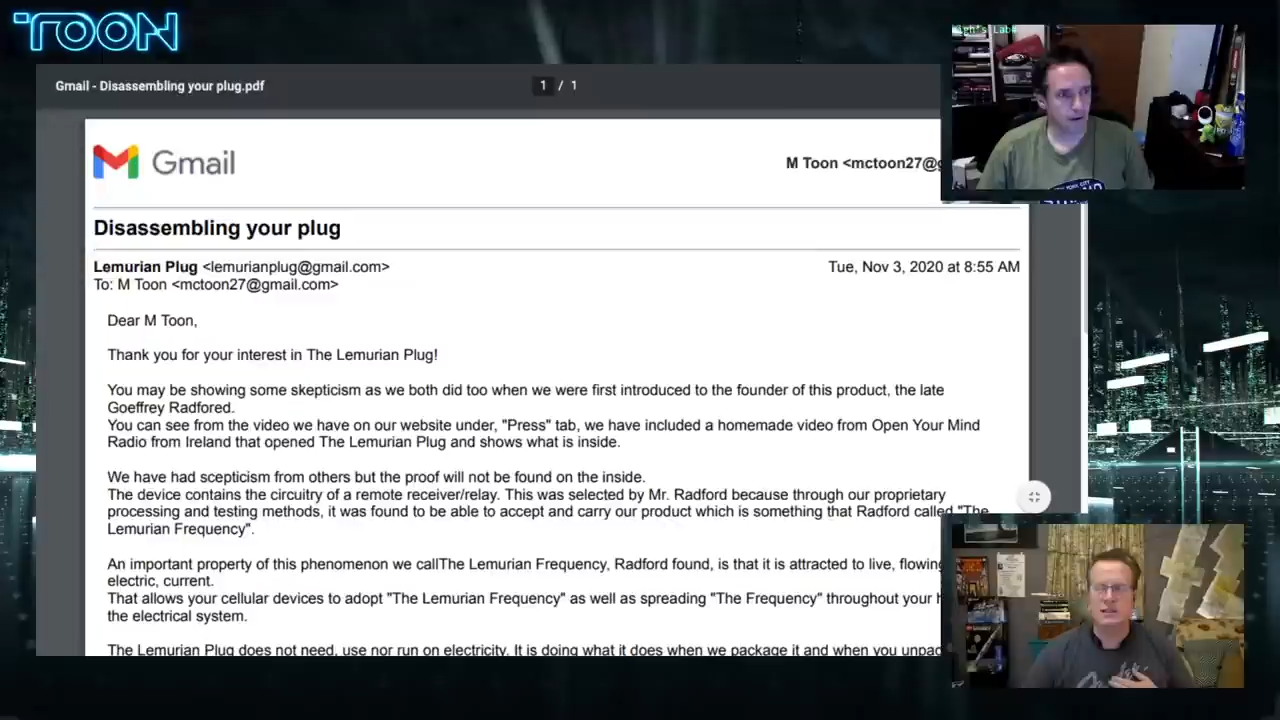 TOON
Gmail - Disassembling your plug.pdf
1 / 1
Gmail
M Toon <mctoon27@
Disassembling your plug
Lemurian Plug <lemurianplug@gmail.com>
Tue, Nov 3, 2020 at 8:55 AM
To: M Toon <mctoon27@gmail.com>
Dear M Toon,
Thank you for your interest in The Lemurian Plug!
You may be showing some skepticism as we both did too when we were first introduced to the founder of this product, the late
Goeffrey Radfored.
You can see from the video we have on our website under, "Press" tab, we have included a homemade video from Open Your Mind
Radio from Ireland that opened The Lemurian Plug and shows what is inside.
We have had scepticism from others but the proof will not be found on the inside.
The device contains the circuitry of a remote receiver/relay. This was selected by Mr. Radford because through our proprietary
processing and testing methods, it was found to be able to accept and carry our product which is something that Radford called "The
Lemurian Frequency".
An important property of this phenomenon we callThe Lemurian Frequency, Radford found, is that it is attracted to live, flowing
electric, current.
That allows your cellular devices to adopt "The Lemurian Frequency" as well as spreading "The Frequency" throughout your
the electrical system.
The Lemurian Plug does not need, use nor run on electricity. It is doing what it does when we package it and when you
Lab#